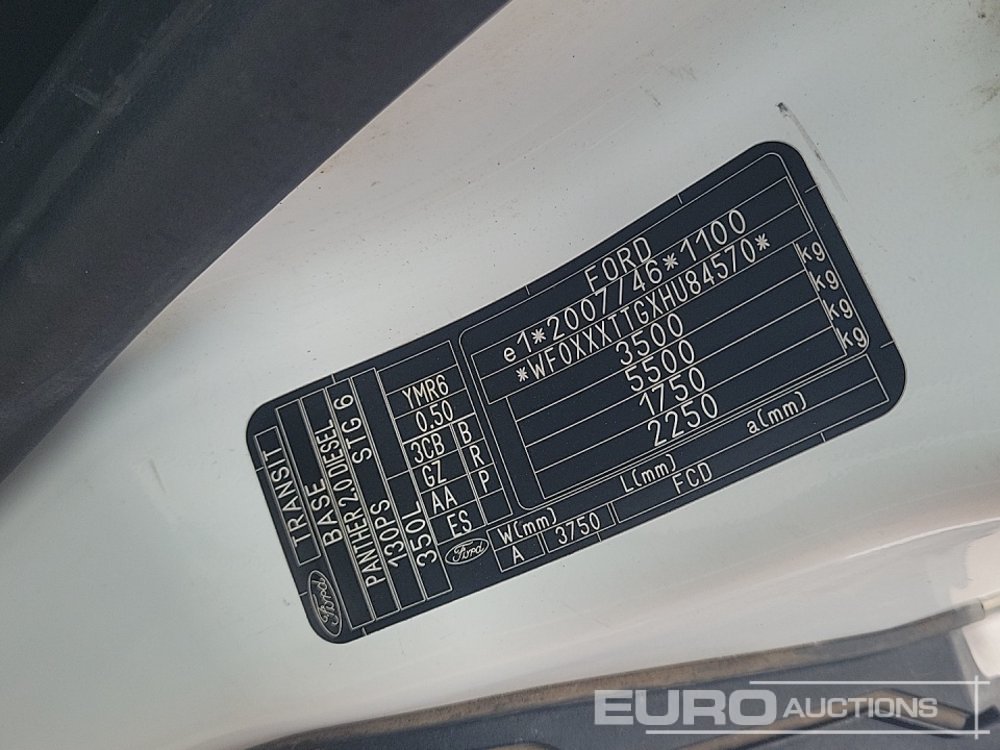 FORD
e1*2007/46*1100
*WF0XXXTTGXHU84570*
3500 kg
5500 kg
1750 kg
2250 kg
L(mm) a(mm)
W(mm) FCD
A 3750
TRANSIT
BASE
PANTHER 2.0 DIESEL
130PS STG 6
350L YMR6
0.50
3CB B
GZ R
AA P
ES
Ford
Ford
EURO AUCTIONS